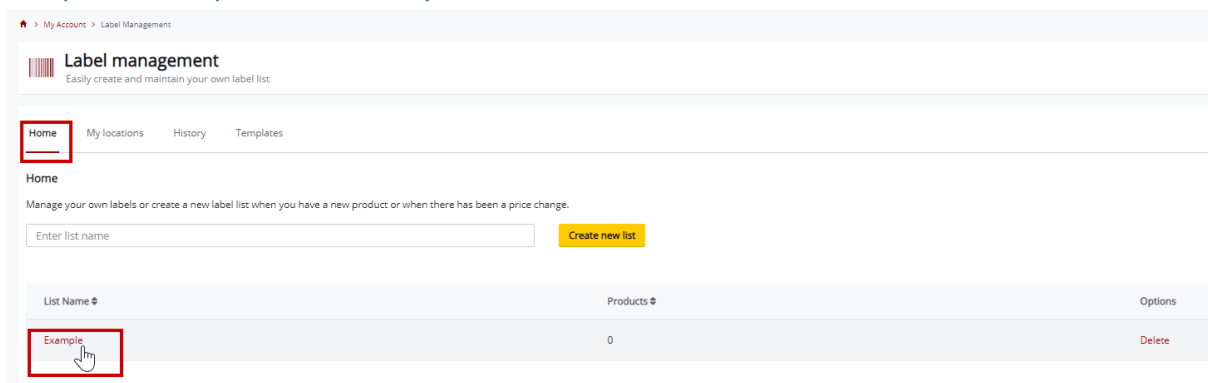 My Account > Label Management
Label management
Easily create and maintain your own label list
Home My locations History Templates
Home
Manage your own labels or create a new label list when you have a new product or when there has been a price change.
Enter list name Create new list
List Name Products Options
Example 0 Delete